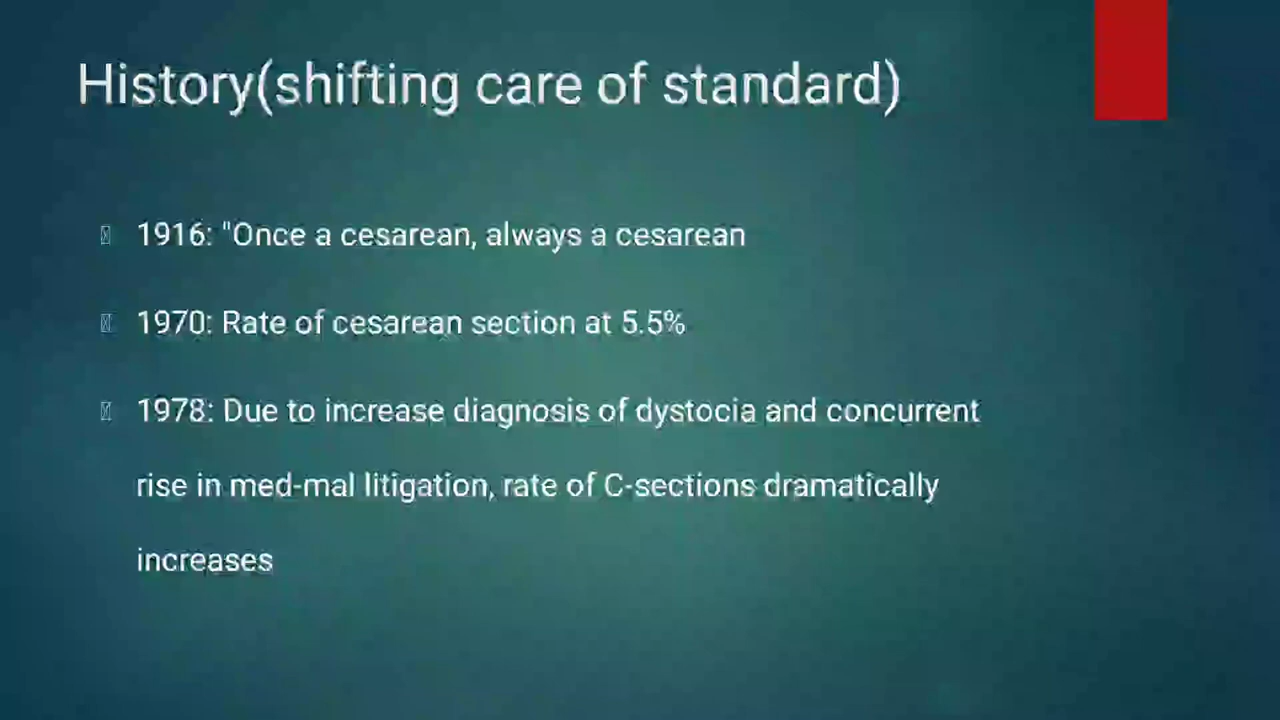 History(shifting care of standard)
1916: "Once a cesarean, always a cesarean
1970: Rate of cesarean section at 5.5%
1978: Due to increase diagnosis of dystocia and concurrent
rise in med-mal litigation, rate of C-sections dramatically
increases